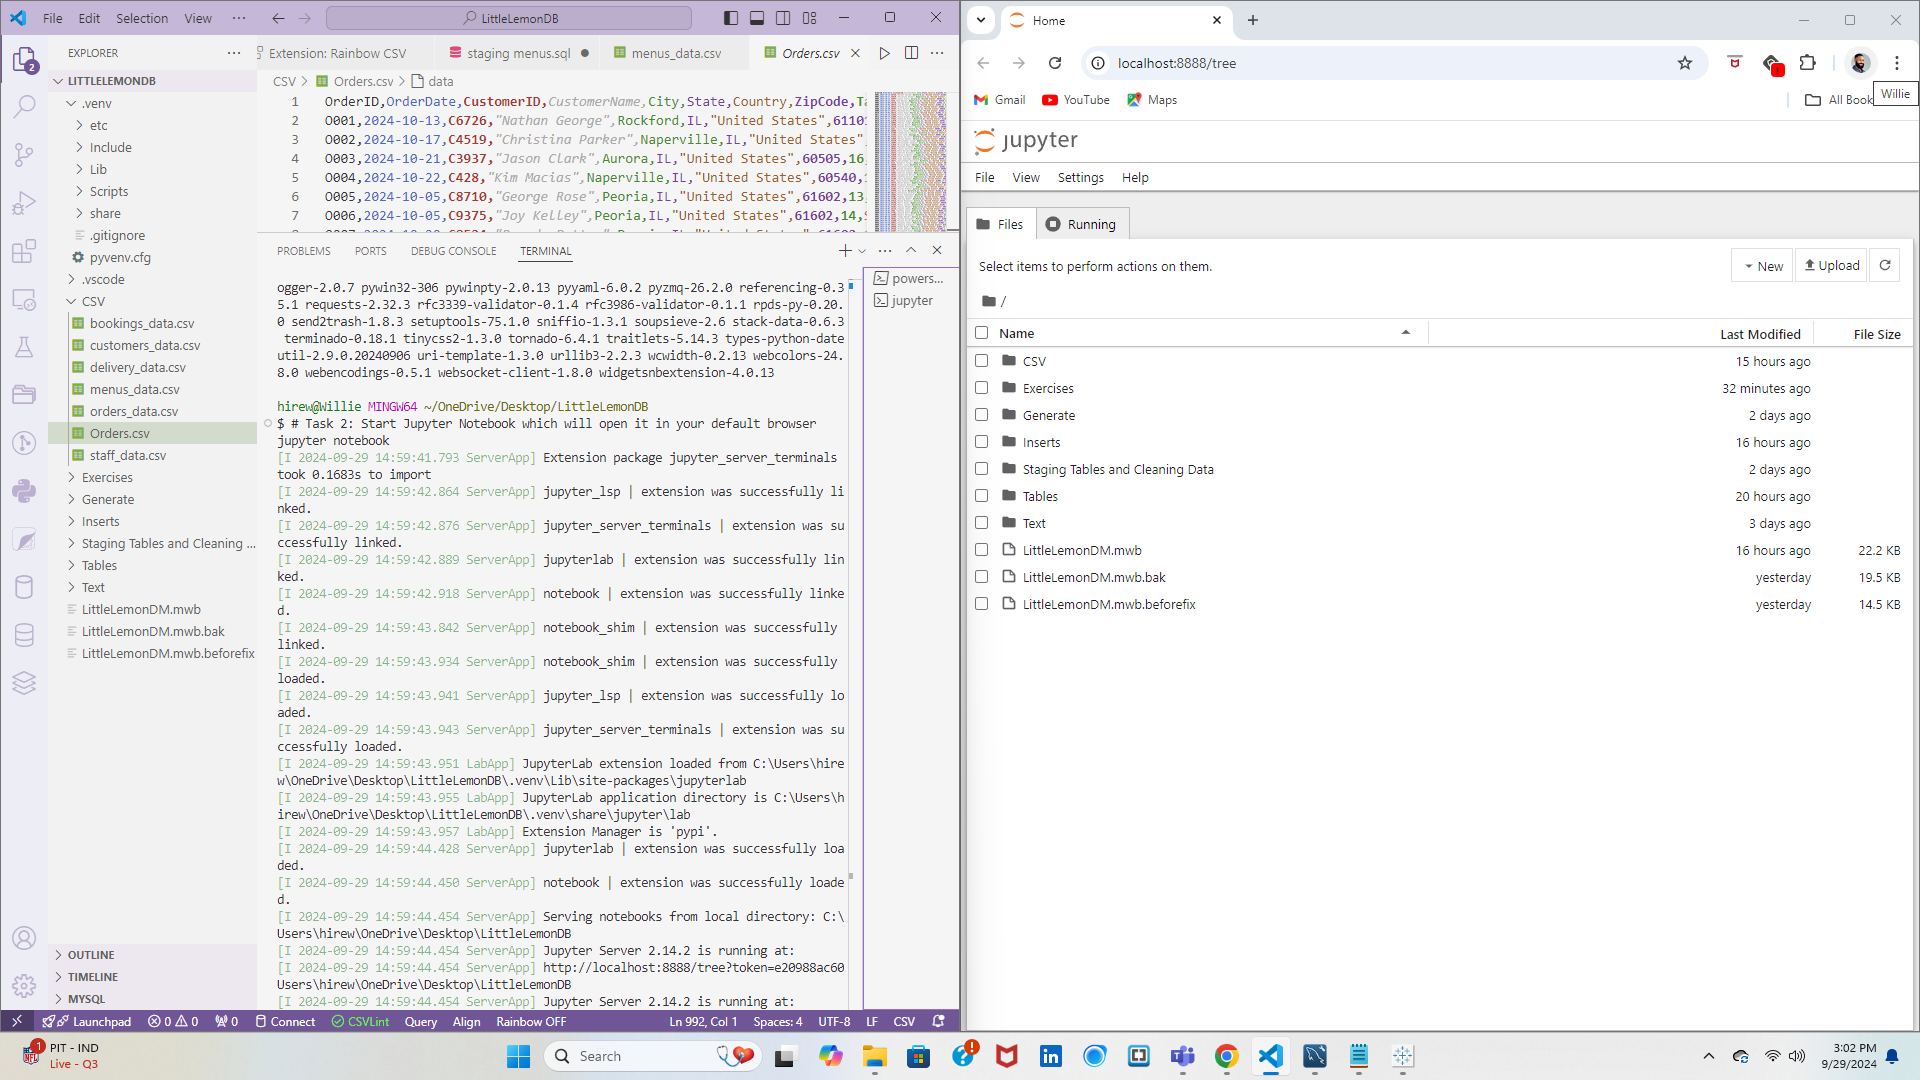 File Edit Selection View ··· LittleLemonDB
EXPLORER ···
Extension: Rainbow CSV staging menus.sql menus_data.csv Orders.csv
CSV > Orders.csv > data
LITTLELEMONDB
.venv
etc
Include
Lib
Scripts
share
.gitignore
pyvenv.cfg
.vscode
CSV
bookings_data.csv
customers_data.csv
delivery_data.csv
menus_data.csv
orders_data.csv
Orders.csv
staff_data.csv
Exercises
Generate
Inserts
Staging Tables and Cleaning ...
Tables
Text
LittleLemonDM.mwb
LittleLemonDM.mwb.bak
LittleLemonDM.mwb.beforefix
OUTLINE
TIMELINE
MYSQL
2
1 OrderID,OrderDate,CustomerID,CustomerName,City,State,Country,ZipCode,Ta
2 O001,2024-10-13,C6726,"Nathan George",Rockford,IL,"United States",6110
3 O002,2024-10-17,C4519,"Christina Parker",Naperville,IL,"United States",
4 O003,2024-10-21,C3937,"Jason Clark",Aurora,IL,"United States",60505,16,
5 O004,2024-10-22,C428,"Kim Macias",Naperville,IL,"United States",60540,
6 O005,2024-10-05,C8710,"George Rose",Peoria,IL,"United States",61602,13,
7 O006,2024-10-05,C9375,"Joy Kelley",Peoria,IL,"United States",61602,14,
PROBLEMS PORTS DEBUG CONSOLE TERMINAL
powers...
jupyter
ogger-2.0.7 pywin32-306 pywinpty-2.0.13 pyyaml-6.0.2 pyzmq-26.2.0 referencing-0.3
5.1 requests-2.32.3 rfc3339-validator-0.1.4 rfc3986-validator-0.1.1 rpds-py-0.20.
0 send2trash-1.8.3 setuptools-75.1.0 sniffio-1.3.1 soupsieve-2.6 stack-data-0.6.3
terminado-0.18.1 tinycss2-1.3.0 tornado-6.4.1 traitlets-5.14.3 types-python-date
util-2.9.0.20240906 uri-template-1.3.0 urllib3-2.2.3 wcwidth-0.2.13 webcolors-24.
8.0 webencodings-0.5.1 websocket-client-1.8.0 widgetsnbextension-4.0.13
hirew@Willie MINGW64 ~/OneDrive/Desktop/LittleLemonDB
$ # Task 2: Start Jupyter Notebook which will open it in your default browser
jupyter notebook
[I 2024-09-29 14:59:41.793 ServerApp] Extension package jupyter_server_terminals
took 0.1683s to import
[I 2024-09-29 14:59:42.864 ServerApp] jupyter_lsp | extension was successfully li
nked.
[I 2024-09-29 14:59:42.876 ServerApp] jupyter_server_terminals | extension was su
ccessfully linked.
[I 2024-09-29 14:59:42.889 ServerApp] jupyterlab | extension was successfully lin
ked.
[I 2024-09-29 14:59:42.918 ServerApp] notebook | extension was successfully linke
d.
[I 2024-09-29 14:59:43.842 ServerApp] notebook_shim | extension was successfully
linked.
[I 2024-09-29 14:59:43.934 ServerApp] notebook_shim | extension was successfully
loaded.
[I 2024-09-29 14:59:43.941 ServerApp] jupyter_lsp | extension was successfully lo
aded.
[I 2024-09-29 14:59:43.943 ServerApp] jupyter_server_terminals | extension was su
ccessfully loaded.
[I 2024-09-29 14:59:43.951 LabApp] JupyterLab extension loaded from C:\Users\hire
w\OneDrive\Desktop\LittleLemonDB\.venv\Lib\site-packages\jupyterlab
[I 2024-09-29 14:59:43.955 LabApp] JupyterLab application directory is C:\Users\h
irew\OneDrive\Desktop\LittleLemonDB\.venv\share\jupyter\lab
[I 2024-09-29 14:59:43.957 LabApp] Extension Manager is 'pypi'.
[I 2024-09-29 14:59:44.428 ServerApp] jupyterlab | extension was successfully loa
ded.
[I 2024-09-29 14:59:44.450 ServerApp] notebook | extension was successfully loade
d.
[I 2024-09-29 14:59:44.454 ServerApp] Serving notebooks from local directory: C:\
Users\hirew\OneDrive\Desktop\LittleLemonDB
[I 2024-09-29 14:59:44.454 ServerApp] Jupyter Server 2.14.2 is running at:
[I 2024-09-29 14:59:44.454 ServerApp] http://localhost:8888/tree?token=e20988ac60
Users\hirew\OneDrive\Desktop\LittleLemonDB
[I 2024-09-29 14:59:44.454 ServerApp] Jupyter Server 2.14.2 is running at:
Launchpad 0 0 0 Connect CSVLint Query Align Rainbow OFF Ln 992, Col 1 Spaces: 4 UTF-8 LF CSV
Home
localhost:8888/tree
Gmail YouTube Maps All Book
Willie
jupyter
File View Settings Help
Files Running
Select items to perform actions on them. New Upload
/
Name Last Modified File Size
CSV 15 hours ago
Exercises 32 minutes ago
Generate 2 days ago
Inserts 16 hours ago
Staging Tables and Cleaning Data 2 days ago
Tables 20 hours ago
Text 3 days ago
LittleLemonDM.mwb 16 hours ago 22.2 KB
LittleLemonDM.mwb.bak yesterday 19.5 KB
LittleLemonDM.mwb.beforefix yesterday 14.5 KB
1 PIT - IND
Live - Q3
Search
3:02 PM
9/29/2024